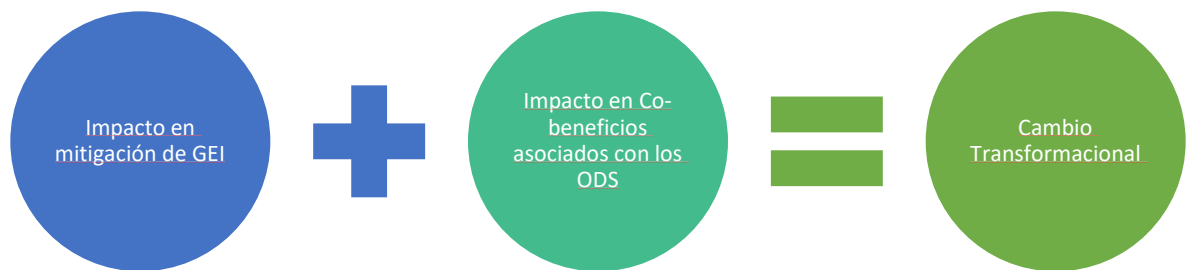 Impacto en
mitigación de GEI
Impacto en Co-
beneficios
asociados con los
ODS
Cambio
Transformacional